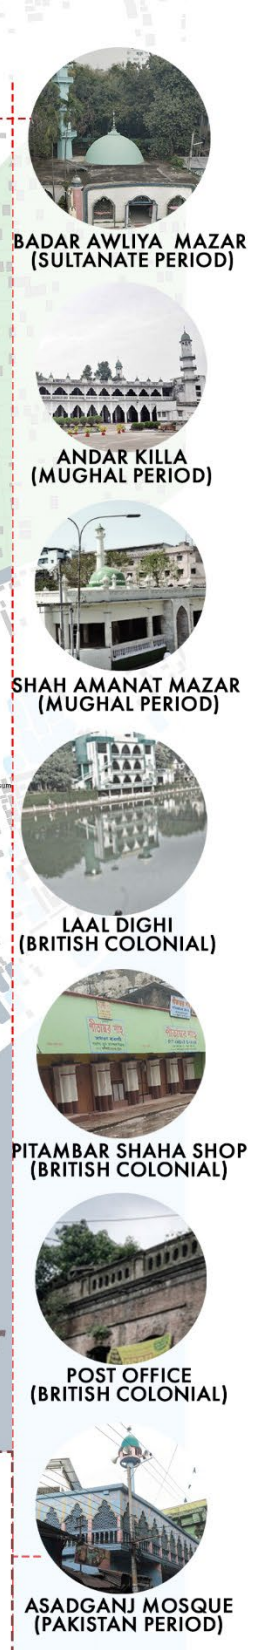 BADAR AWLIYA MAZAR
(SULTANATE PERIOD)
ANDAR KILLA
(MUGHAL PERIOD)
SHAH AMANAT MAZAR
(MUGHAL PERIOD)
LAAL DIGHI
(BRITISH COLONIAL)
পীতাম্বর শাহ
PITAMBAR SHAHA SHOP
(BRITISH COLONIAL)
POST OFFICE
(BRITISH COLONIAL)
ASADGANJ MOSQUE
(PAKISTAN PERIOD)